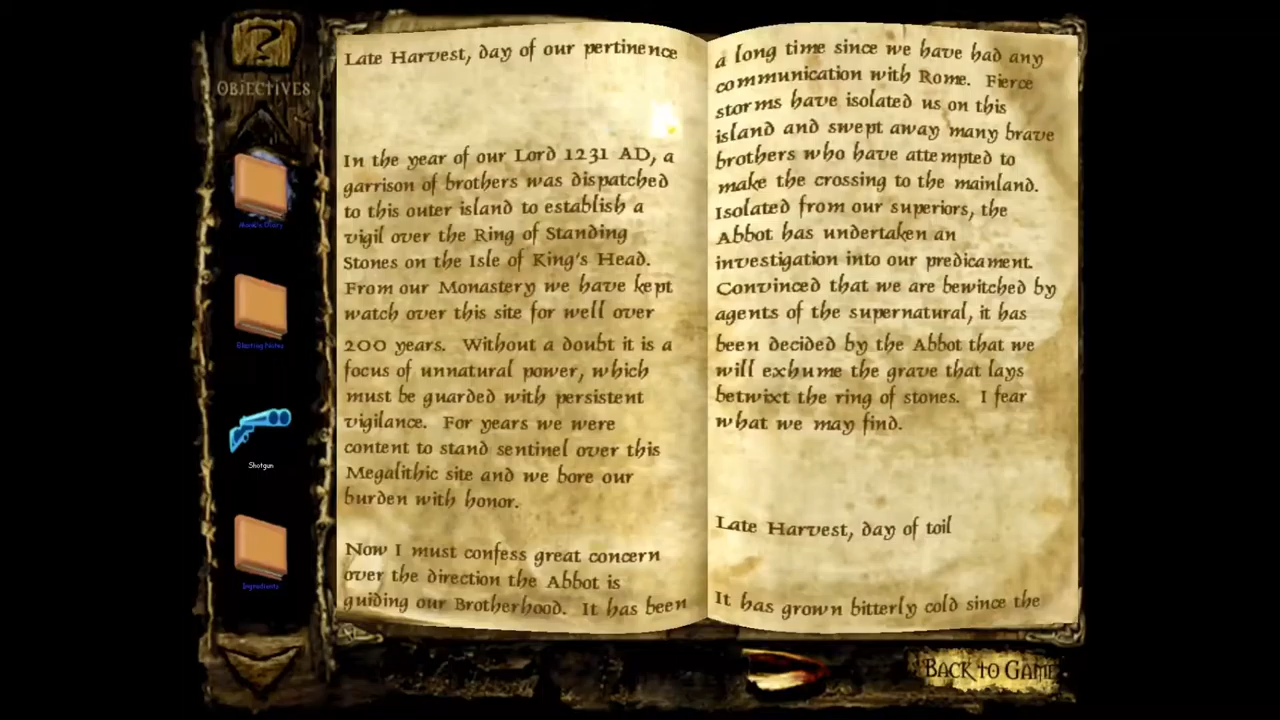 OBJECTIVES
Monk's Diary
Blasting Notes
Shotgun
Ingredients
Late Harvest, day of our pertinence
In the year of our Lord 1231 AD, a
garrison of brothers was dispatched
to this outer island to establish a
vigil over the Ring of Standing
Stones on the Isle of King's Head.
From our Monastery we have kept
watch over this site for well over
200 years. Without a doubt it is a
focus of unnatural power, which
must be guarded with persistent
vigilance. For years we were
content to stand sentinel over this
Megalithic site and we bore our
burden with honor.
Now I must confess great concern
over the direction the Abbot is
guiding our Brotherhood. It has been
a long time since we have had any
communication with Rome. Fierce
storms have isolated us on this
island and swept away many brave
brothers who have attempted to
make the crossing to the mainland.
Isolated from our superiors, the
Abbot has undertaken an
investigation into our predicament.
Convinced that we are bewitched by
agents of the supernatural, it has
been decided by the Abbot that we
will exhume the grave that lays
betwixt the ring of stones. I fear
what we may find.
Late Harvest, day of toil
It has grown bitterly cold since the
BACK TO GAME